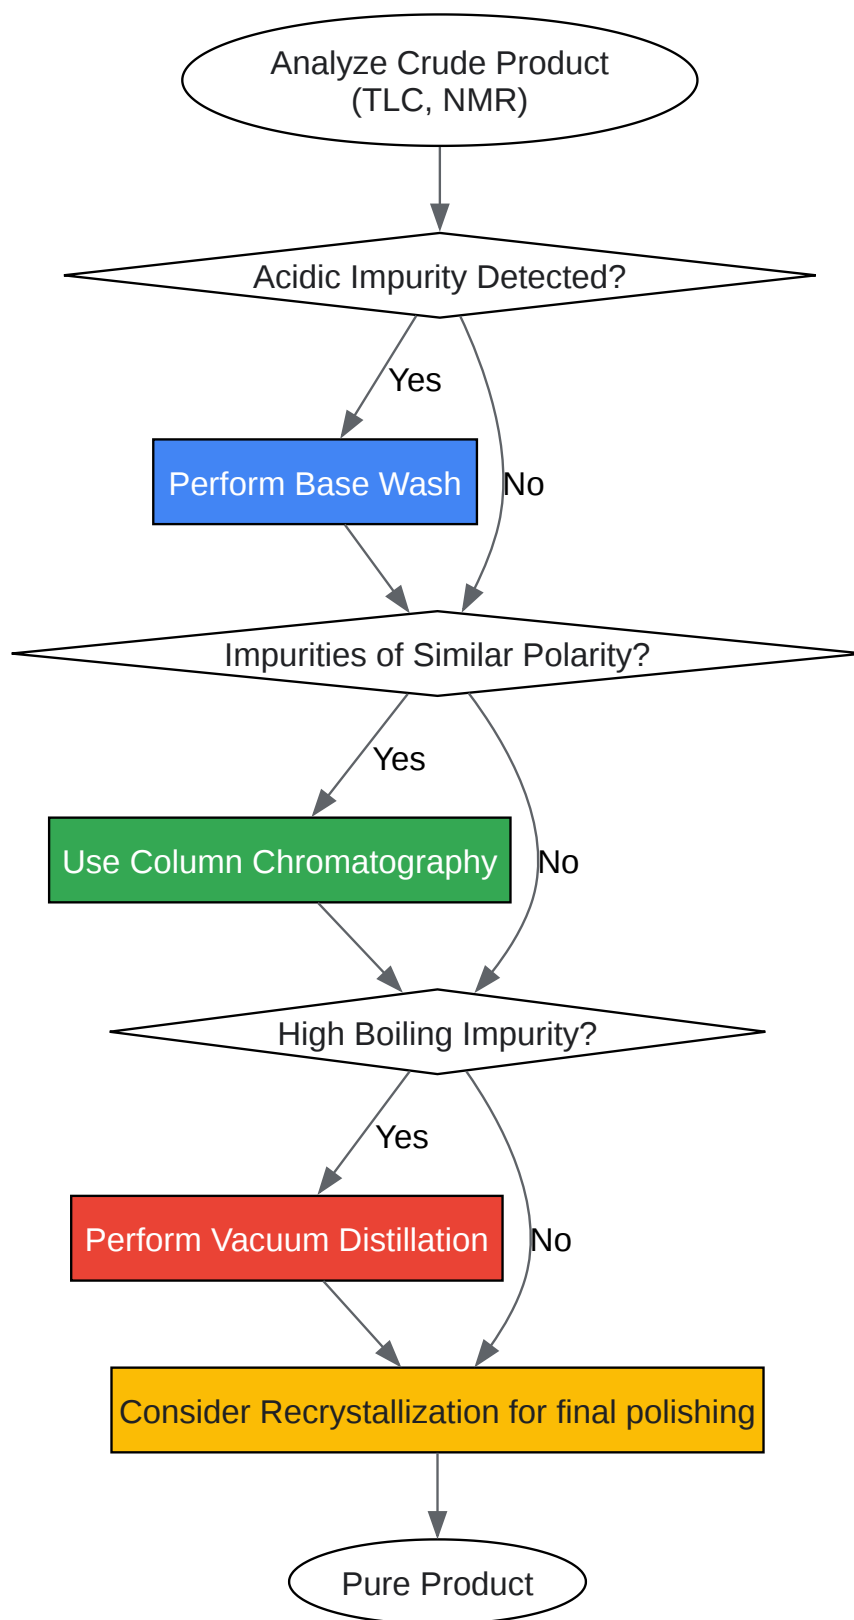 Analyze Crude Product
(TLC, NMR)
Acidic Impurity Detected?
Yes
Perform Base Wash
No
Impurities of Similar Polarity?
Yes
Use Column Chromatography
No
High Boiling Impurity?
Yes
Perform Vacuum Distillation
No
Consider Recrystallization for final polishing
Pure Product